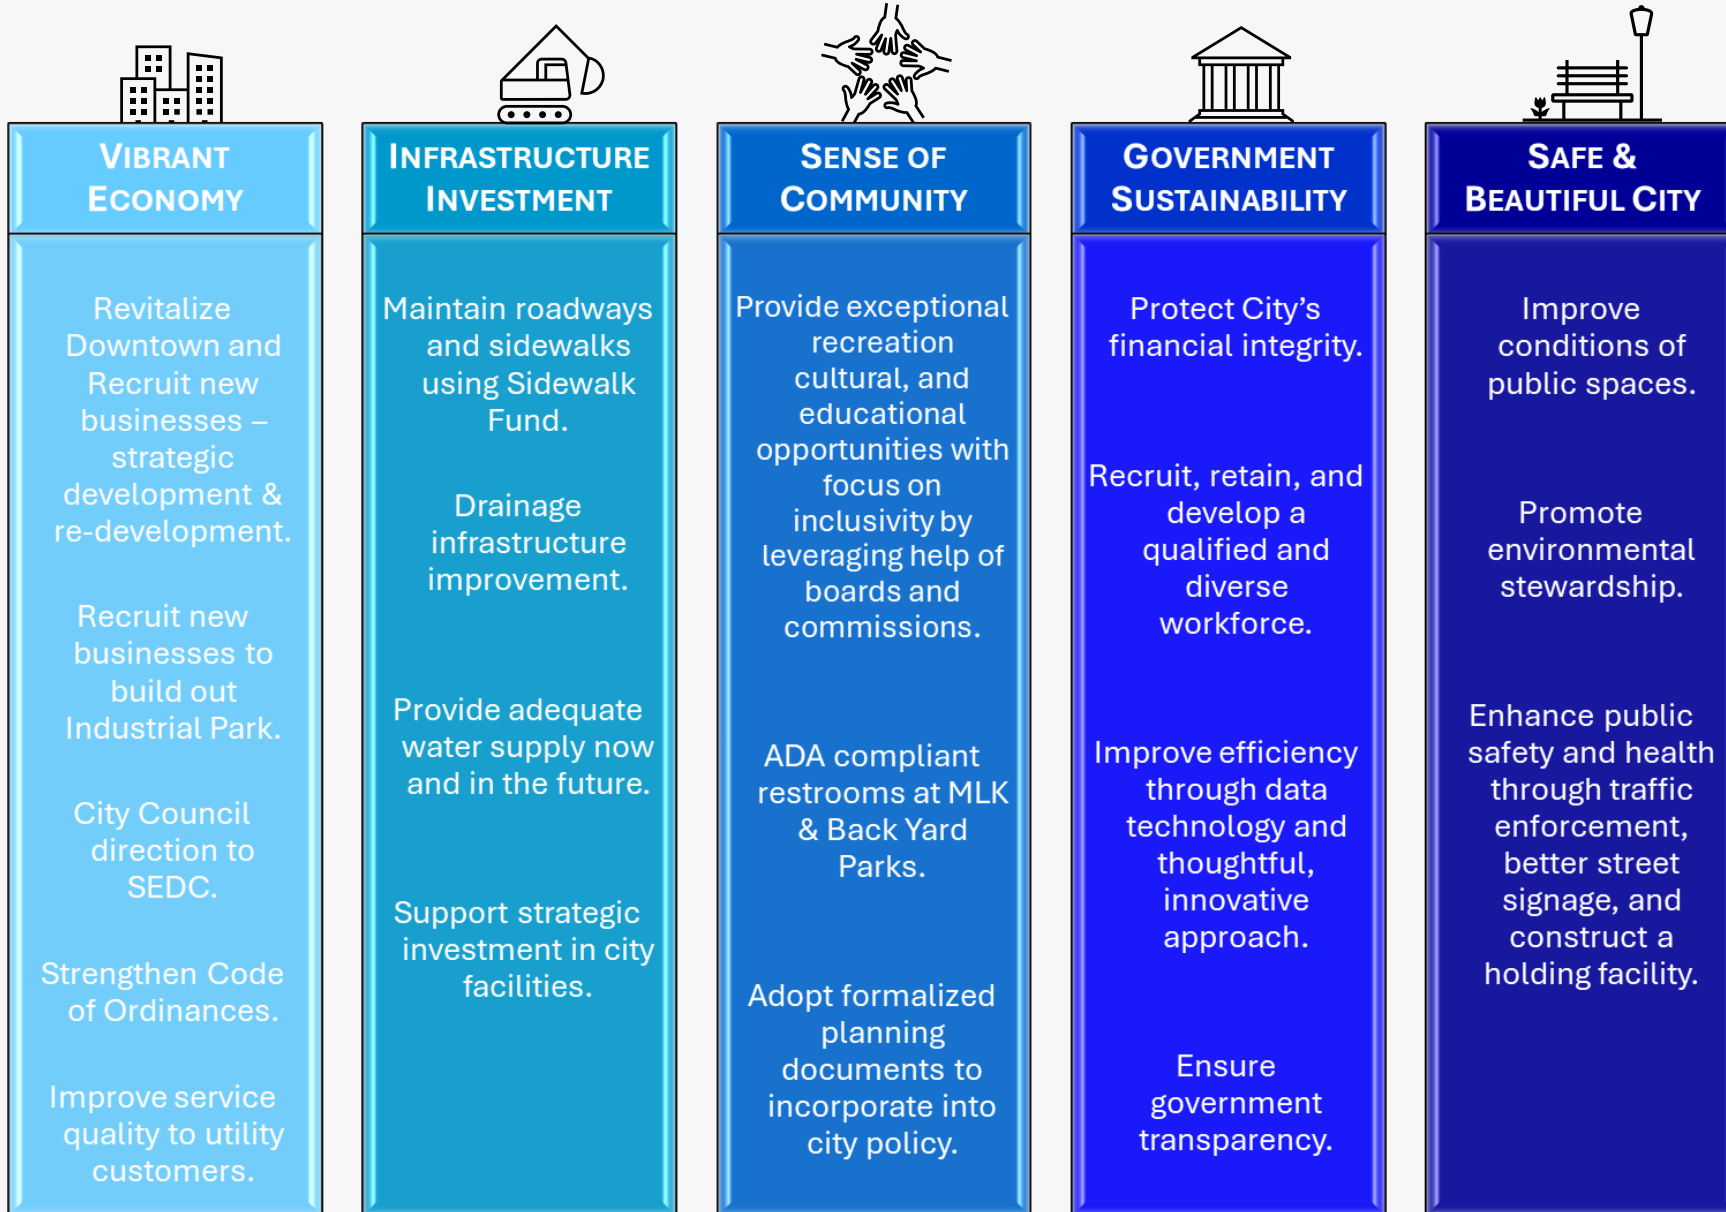 VIBRANT
ECONOMY
Revitalize
Downtown and
Recruit new
businesses –
strategic
development &
re-development.
Recruit new
businesses to
build out
Industrial Park.
City Council
direction to
SEDC.
Strengthen Code
of Ordinances.
Improve service
quality to utility
customers.
INFRASTRUCTURE
INVESTMENT
Maintain roadways
and sidewalks
using Sidewalk
Fund.
Drainage
infrastructure
improvement.
Provide adequate
water supply now
and in the future.
Support strategic
investment in city
facilities.
SENSE OF
COMMUNITY
Provide exceptional
recreation
cultural, and
educational
opportunities with
focus on
inclusivity by
leveraging help of
boards and
commissions.
ADA compliant
restrooms at MLK
& Back Yard
Parks.
Adopt formalized
planning
documents to
incorporate into
city policy.
GOVERNMENT
SUSTAINABILITY
Protect City’s
financial integrity.
Recruit, retain, and
develop a
qualified and
diverse
workforce.
Improve efficiency
through data
technology and
thoughtful,
innovative
approach.
Ensure
government
transparency.
SAFE &
BEAUTIFUL CITY
Improve
conditions of
public spaces.
Promote
environmental
stewardship.
Enhance public
safety and health
through traffic
enforcement,
better street
signage, and
construct a
holding facility.